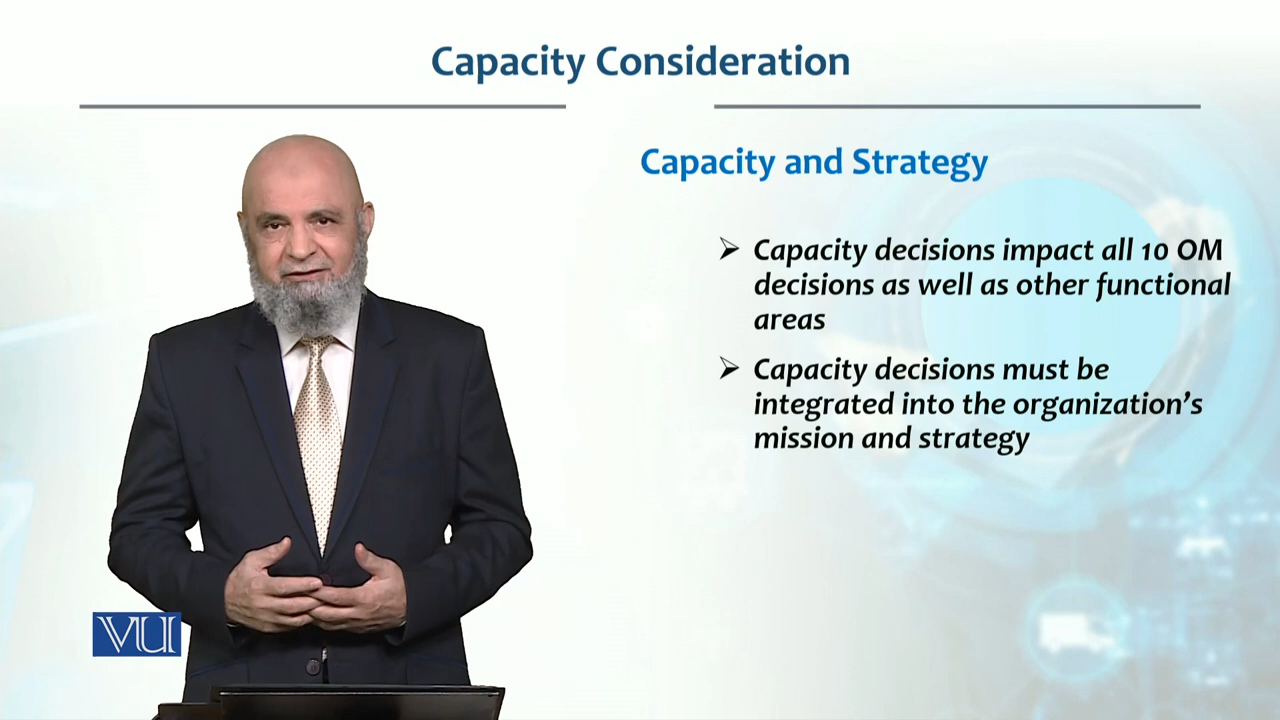 Capacity Consideration
Capacity and Strategy
Capacity decisions impact all 10 OM
decisions as well as other functional
areas
Capacity decisions must be
integrated into the organization's
mission and strategy
VU